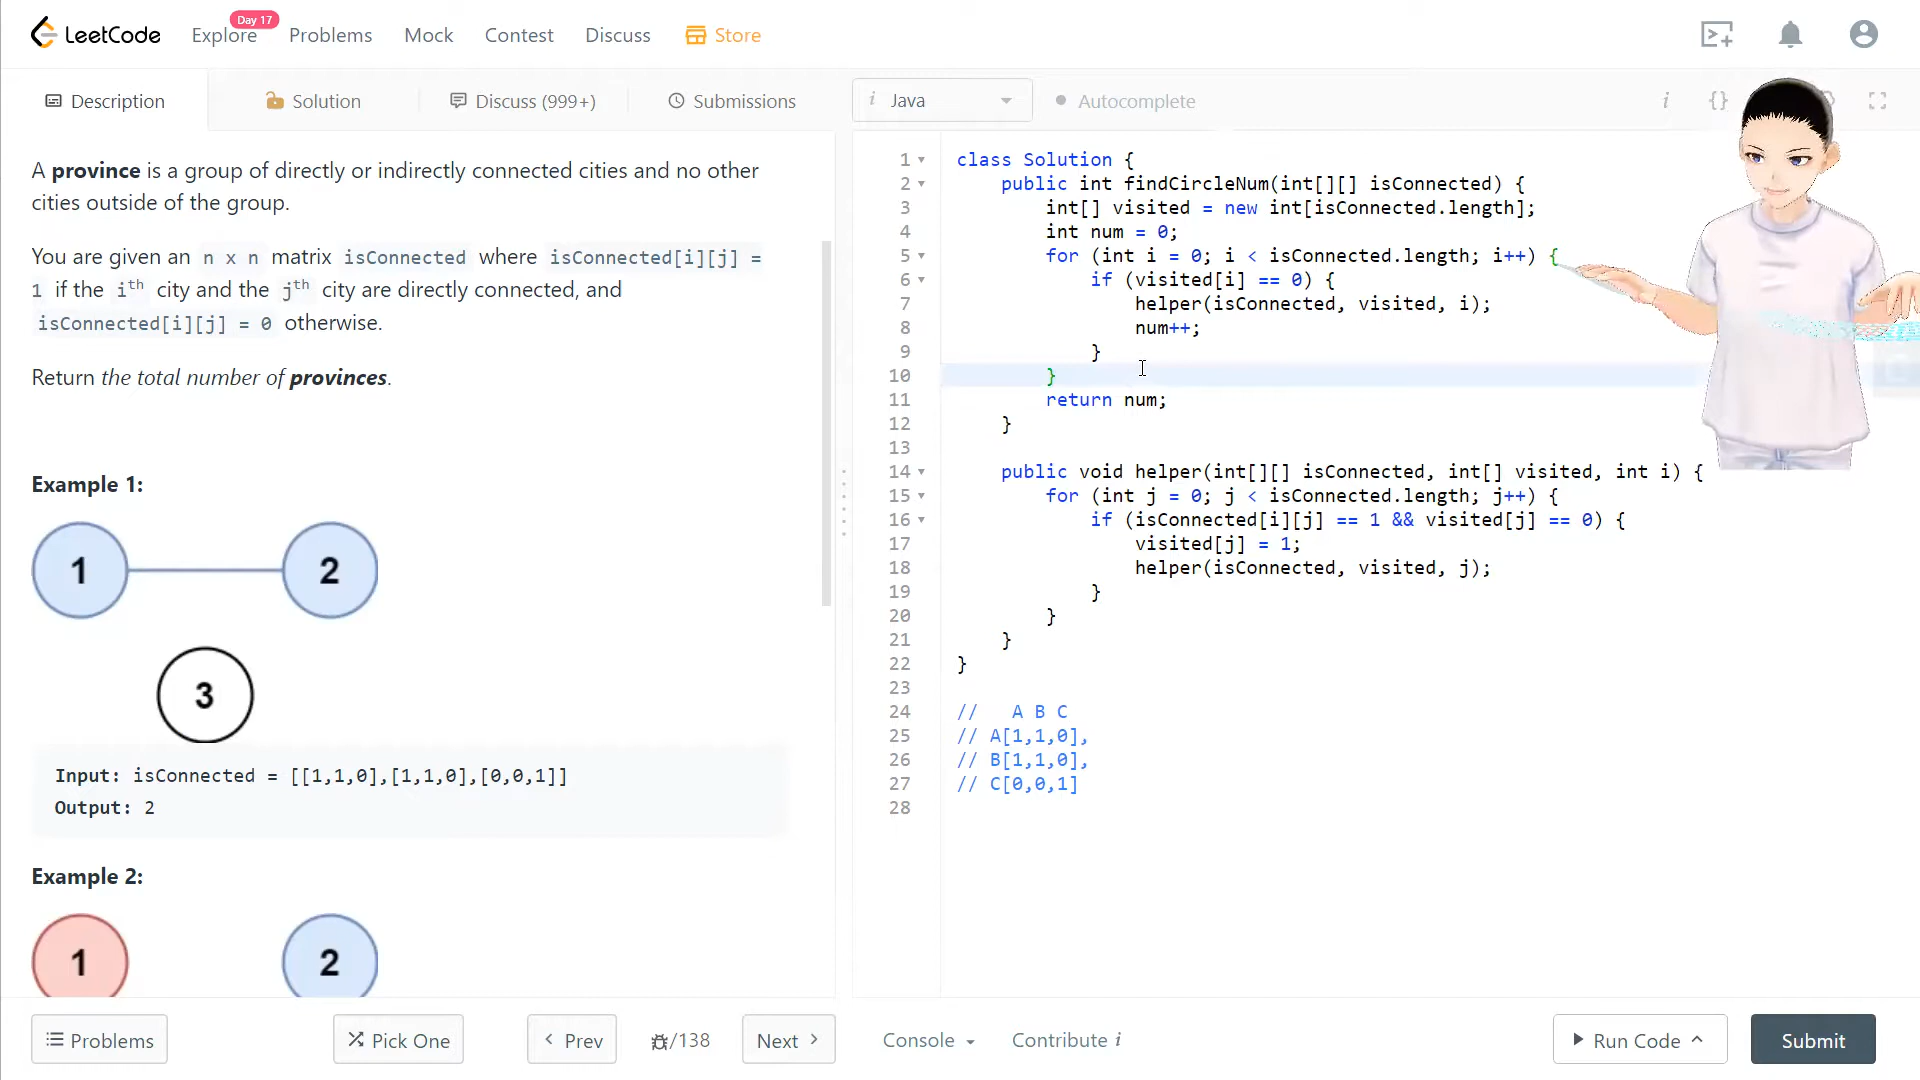 LeetCode
Explore
Day 17
Problems
Mock
Contest
Discuss
Store
Description
Solution
Discuss (999+)
Submissions
i Java
Autocomplete
i {}
A province is a group of directly or indirectly connected cities and no other
cities outside of the group.
You are given an n x n matrix isConnected where isConnected[i][j] =
1 if the ith city and the jth city are directly connected, and
isConnected[i][j] = 0 otherwise.
Return the total number of provinces.
Example 1:
1 2
3
Input: isConnected = [[1,1,0],[1,1,0],[0,0,1]]
Output: 2
Example 2:
1 2
1 class Solution {
2 public int findCircleNum(int[][] isConnected) {
3 int[] visited = new int[isConnected.length];
4 int num = 0;
5 for (int i = 0; i < isConnected.length; i++) {
6 if (visited[i] == 0) {
7 helper(isConnected, visited, i);
8 num++;
9 }
10 }
11 return num;
12 }
13
14 public void helper(int[][] isConnected, int[] visited, int i) {
15 for (int j = 0; j < isConnected.length; j++) {
16 if (isConnected[i][j] == 1 && visited[j] == 0) {
17 visited[j] = 1;
18 helper(isConnected, visited, j);
19 }
20 }
21 }
22 }
23
24 // A B C
25 // A[1,1,0],
26 // B[1,1,0],
27 // C[0,0,1]
28
Problems
Pick One
Prev
/138
Next
Console
Contribute i
Run Code
Submit